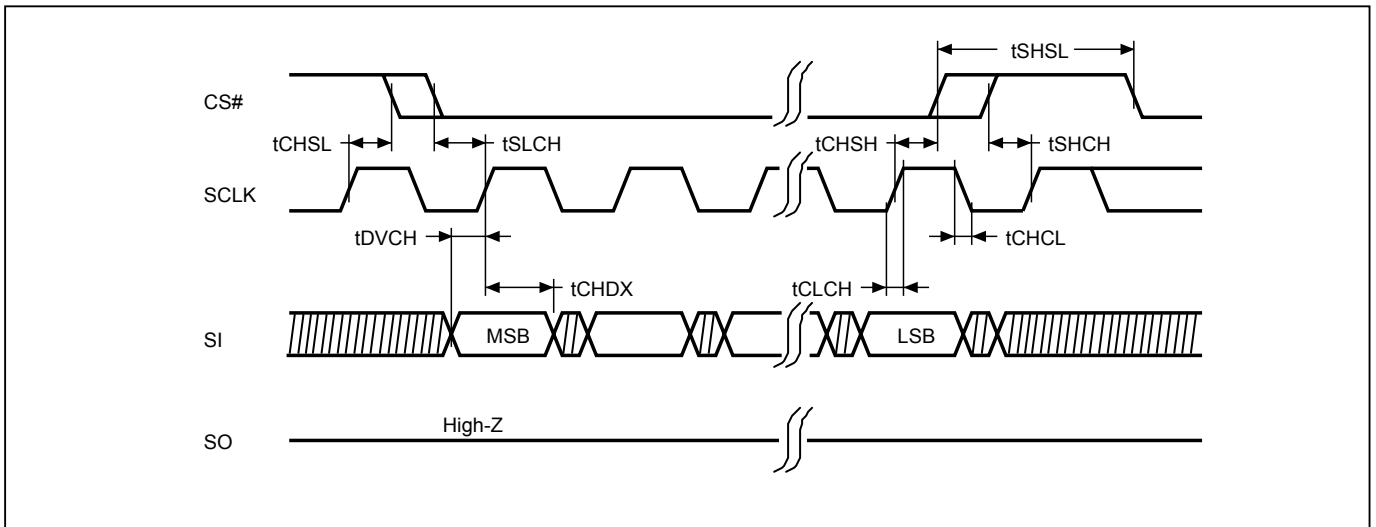 tSHSL
CS#
tCHSL
tSLCH
tCHSH
tSHCH
SCLK
tDVCH
tCHCL
tCHDX
tCLCH
SI
MSB
LSB
High-Z
SO